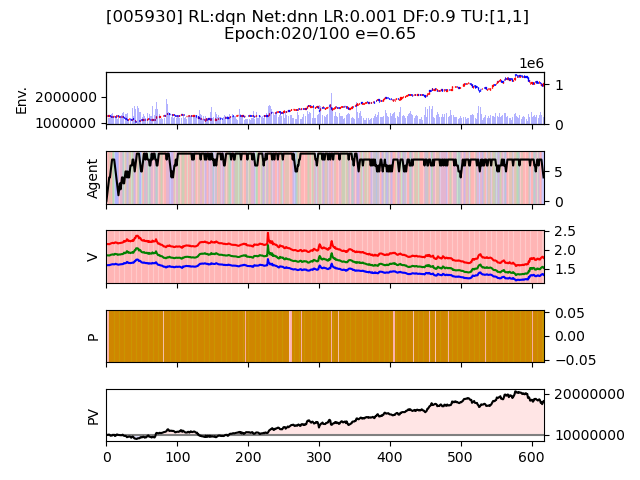 [005930] RL:dqn Net:dnn LR:0.001 DF:0.9 TU:[1,1]
Epoch:020/100 e=0.65
1e6
Env.
2000000
1000000
1
0
Agent
5
0
V
2.5
2.0
1.5
P
0.05
0.00
−0.05
PV
20000000
10000000
0 100 200 300 400 500 600